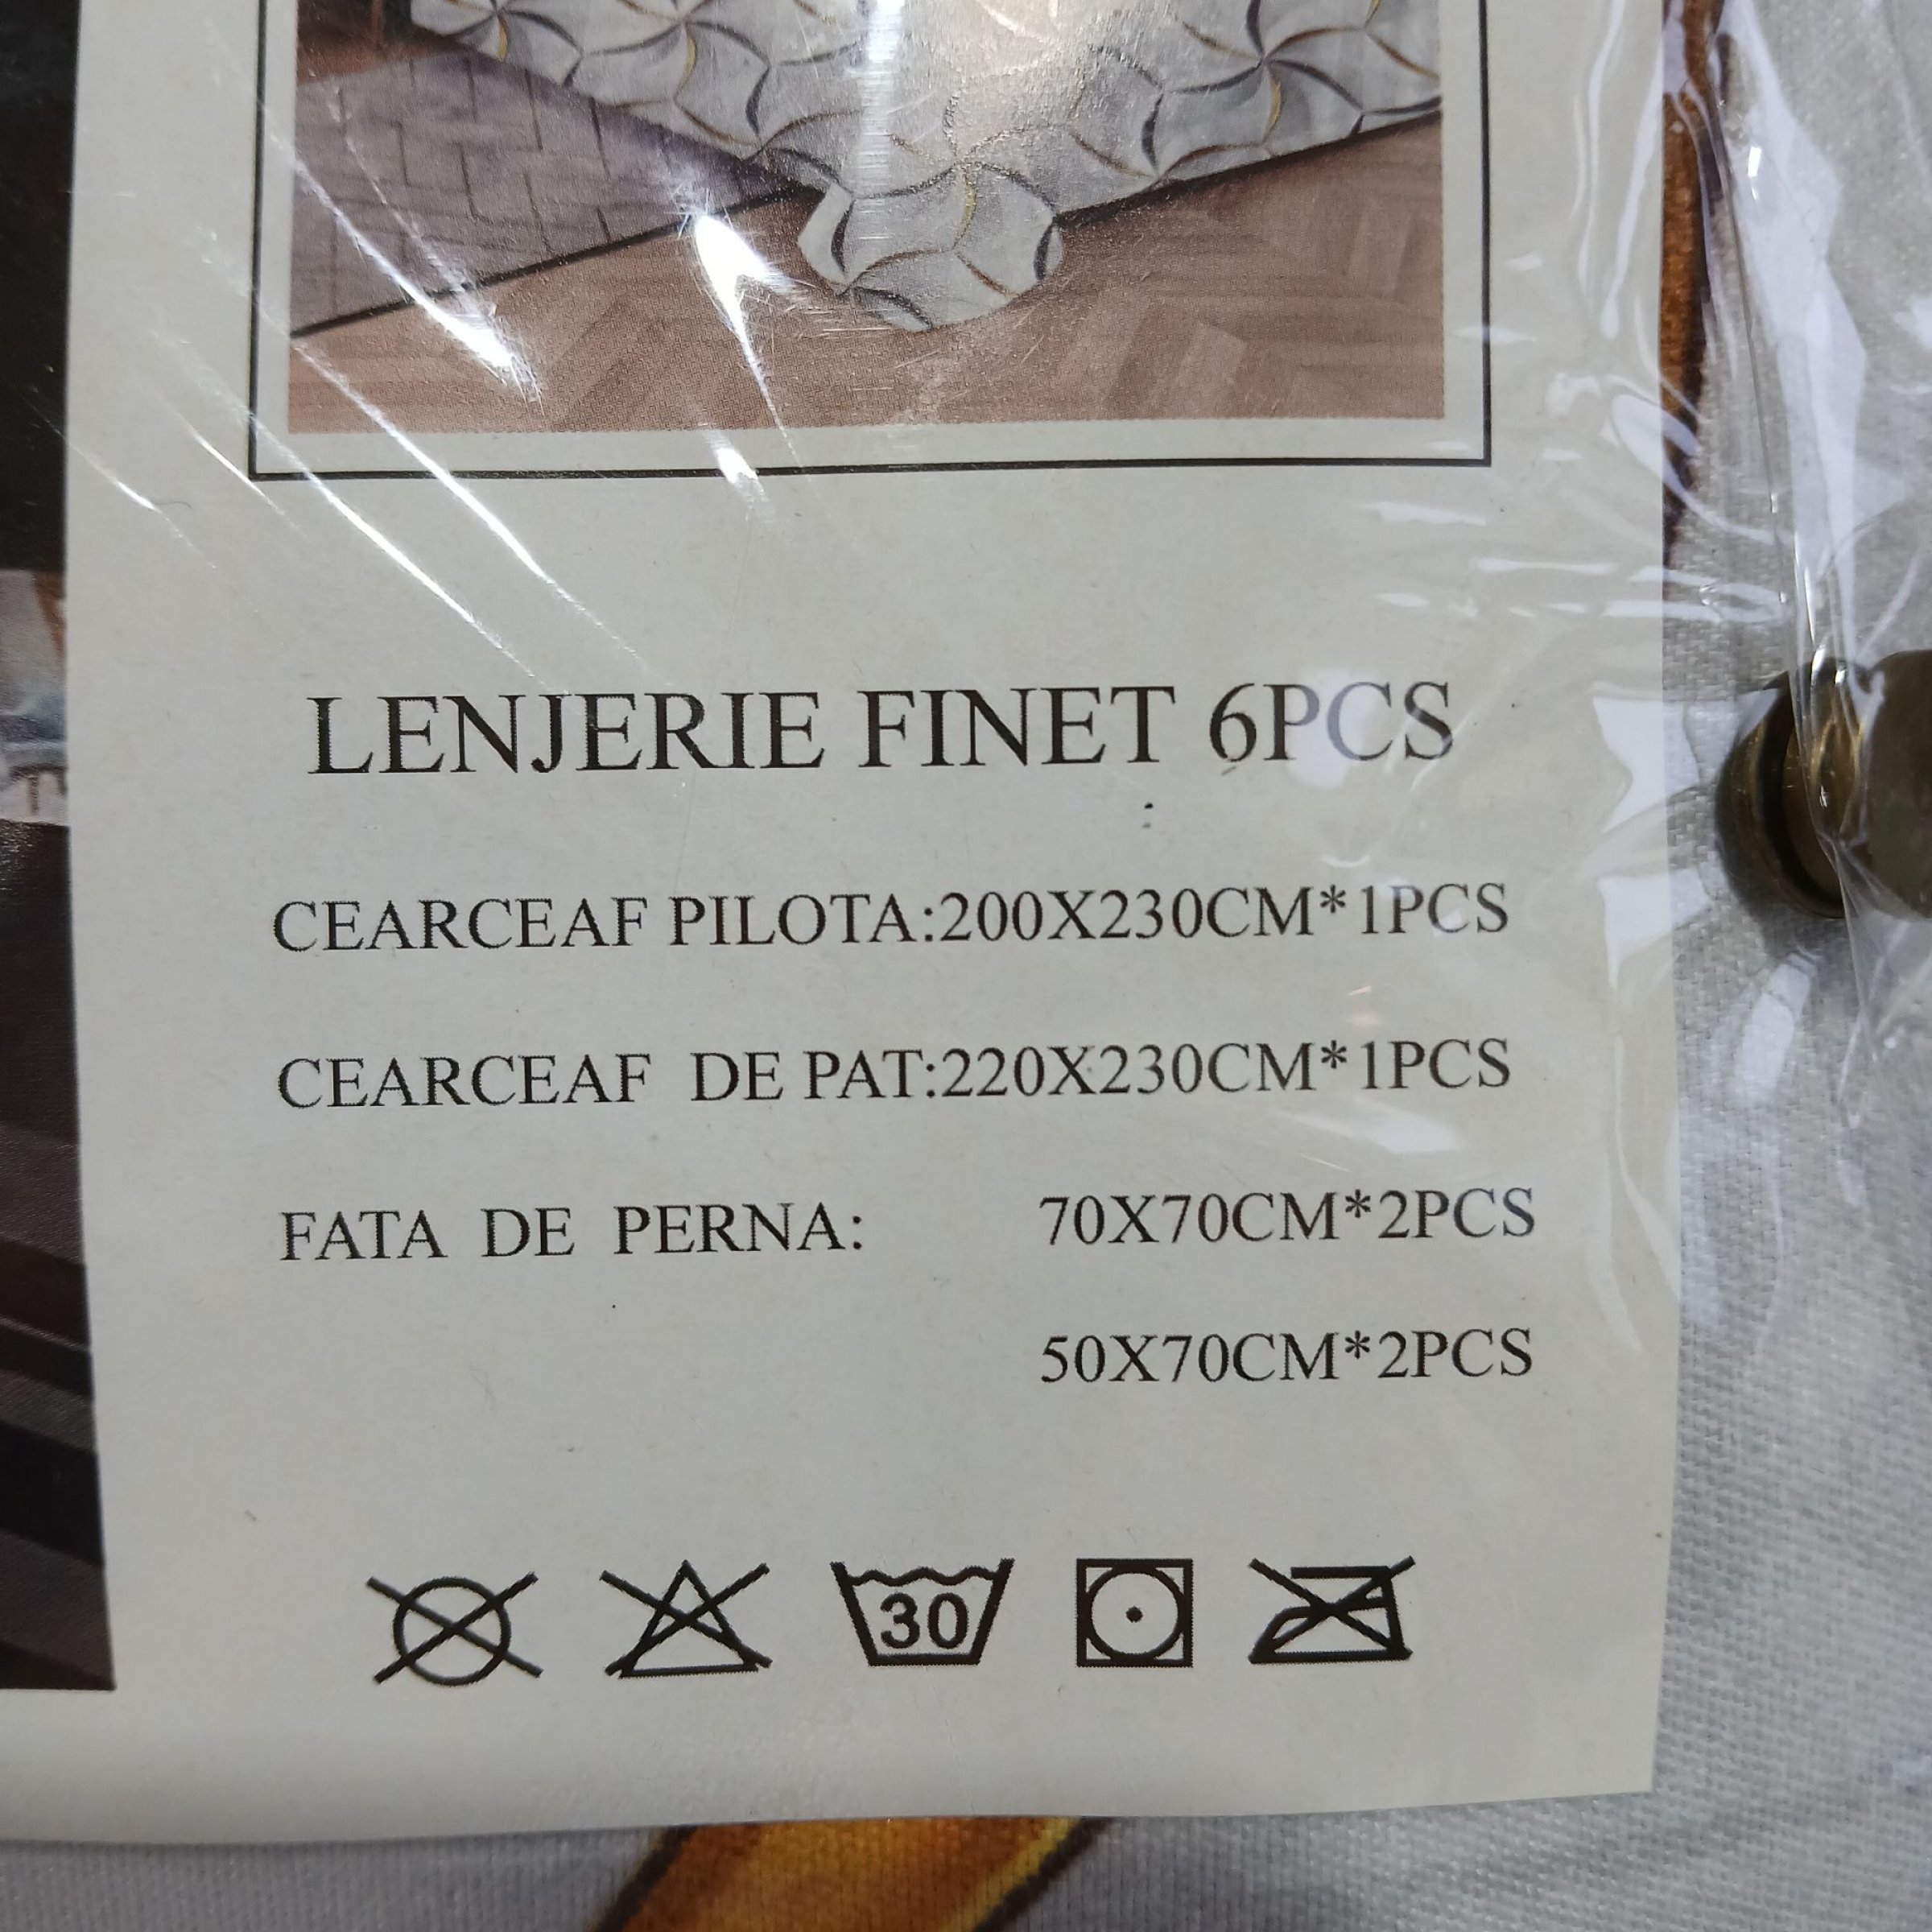 LENJERIE FINET 6PCS
CEARCEAF PILOTA:200X230CM*1PCS
CEARCEAF DE PAT:220X230CM*1PCS
FATA DE PERNA: 70X70CM*2PCS
50X70CM*2PCS
30